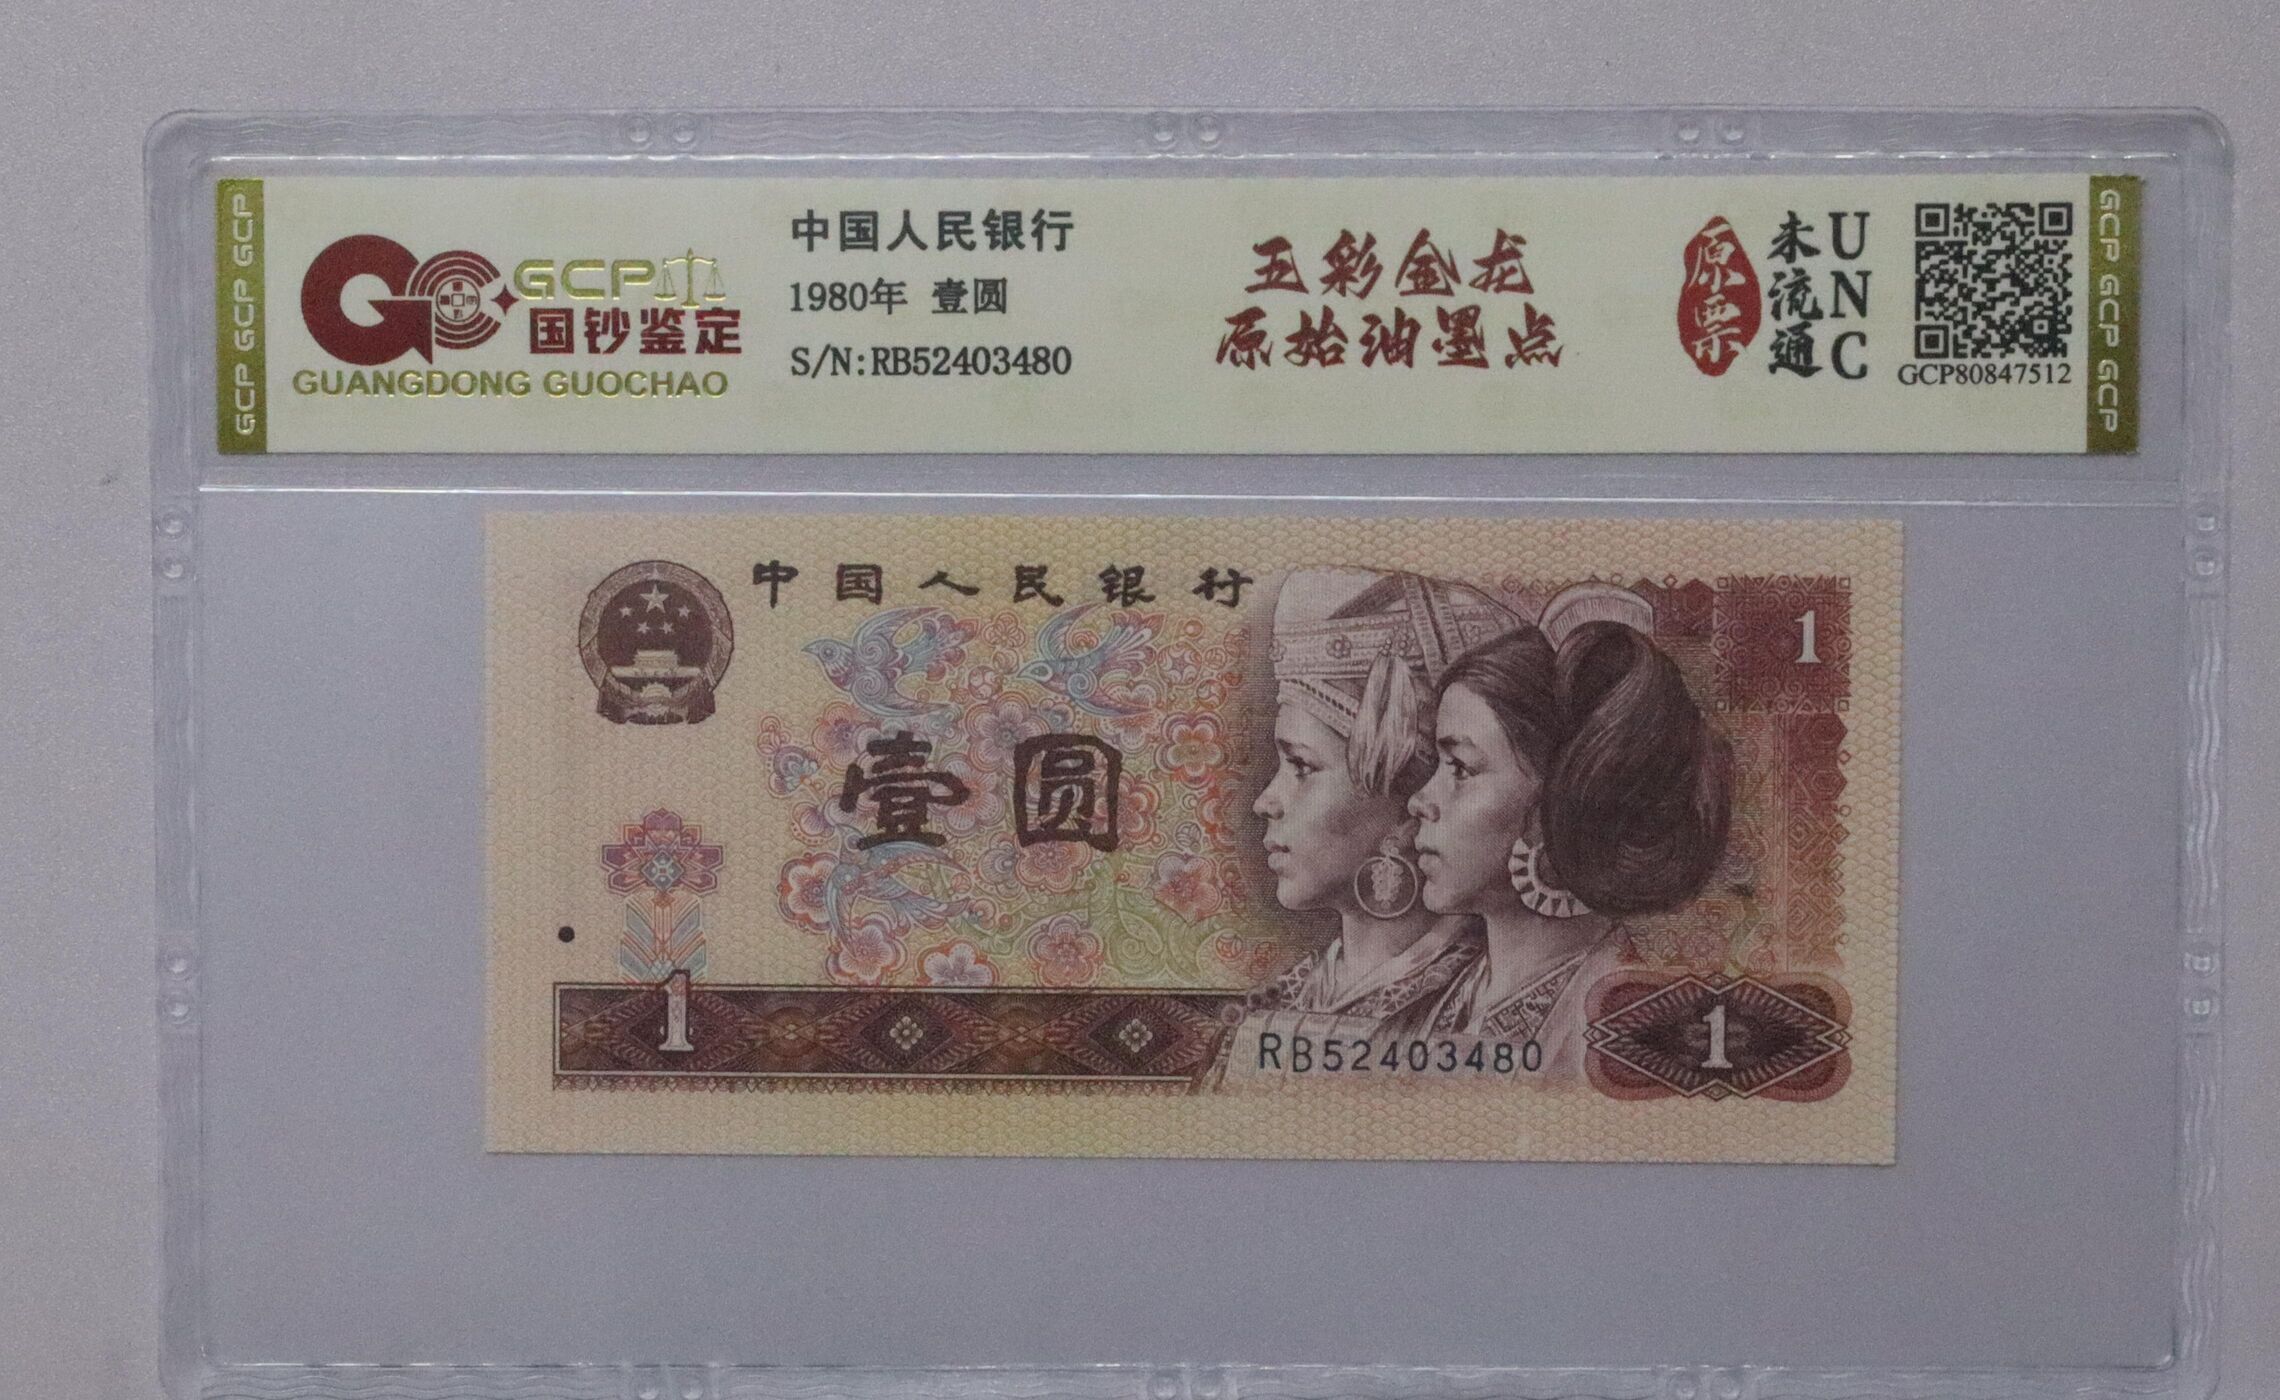 GCP GCP GCP
GCP
国钞鉴定
GUANGDONG GUOCHAO
中国人民银行
1980年 壹圆
S/N:RB52403480
五彩金龙
原始油墨点
原票
未流通
UNC
GCP80847512
GCP GCP GCP
中国人民银行
1
壹圆
1
RB52403480
1